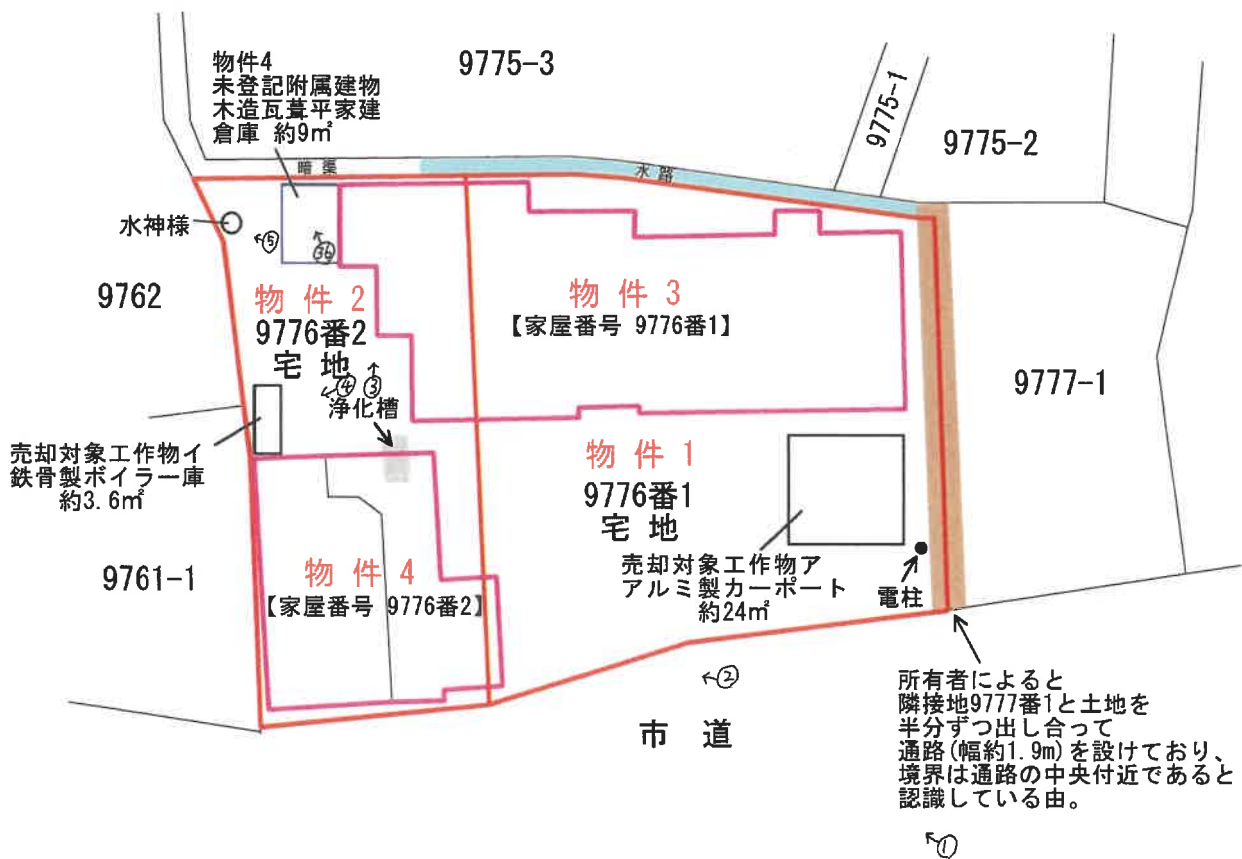 物件4
未登記附属建物
木造瓦葺平家建
倉庫 約9㎡
9775-3
9775-1
9775-2
暗渠
水路
水神様
←⑤
←㊱
9762
物件 2
9776番2
宅 地
物件 3
【家屋番号 9776番1】
9777-1
←④
③
浄化槽
売却対象工作物イ
鉄骨製ボイラー庫
約3.6㎡
物件 1
9776番1
宅 地
9761-1
物件 4
【家屋番号 9776番2】
売却対象工作物ア
アルミ製カーポート
約24㎡
電柱
←②
市 道
所有者によると
隣接地9777番1と土地を
半分ずつ出し合って
通路(幅約1.9m)を設けており、
境界は通路の中央付近であると
認識している由。
①